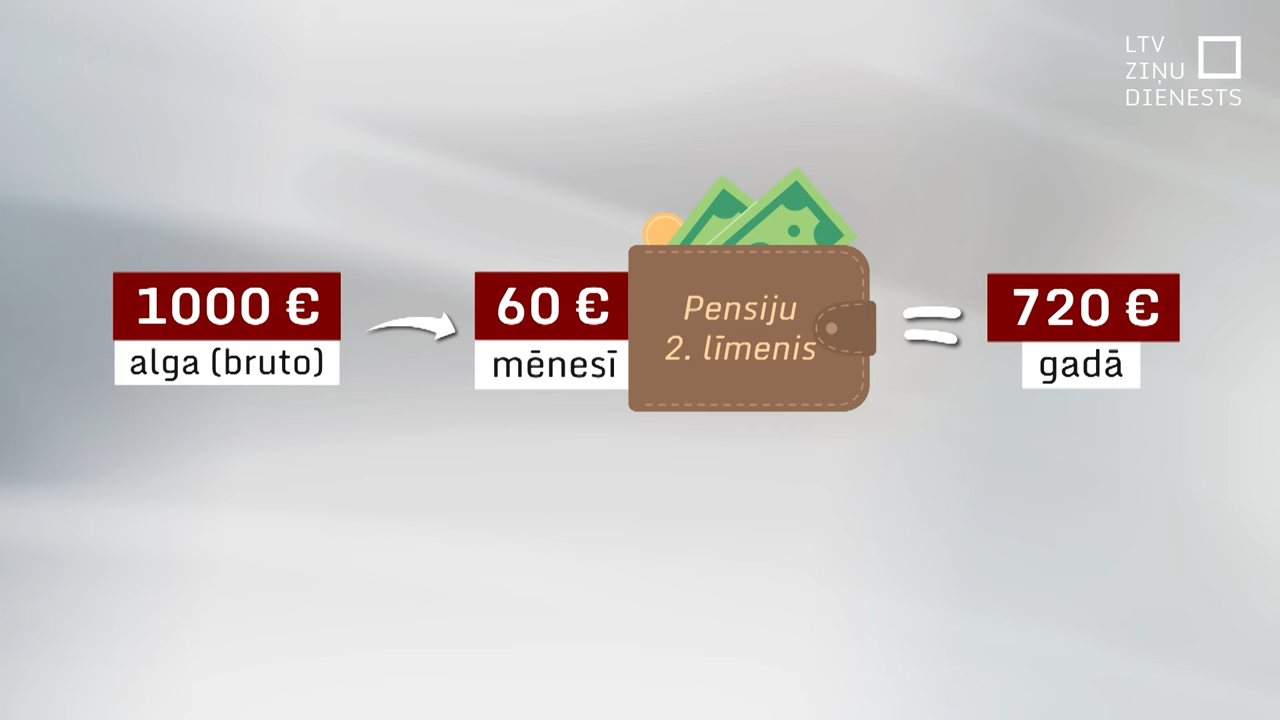 LTV
ZIŅU
DIENESTS
1000 €
alga (bruto)
60 €
mēnesī
Pensiju
2. līmenis
720 €
gadā